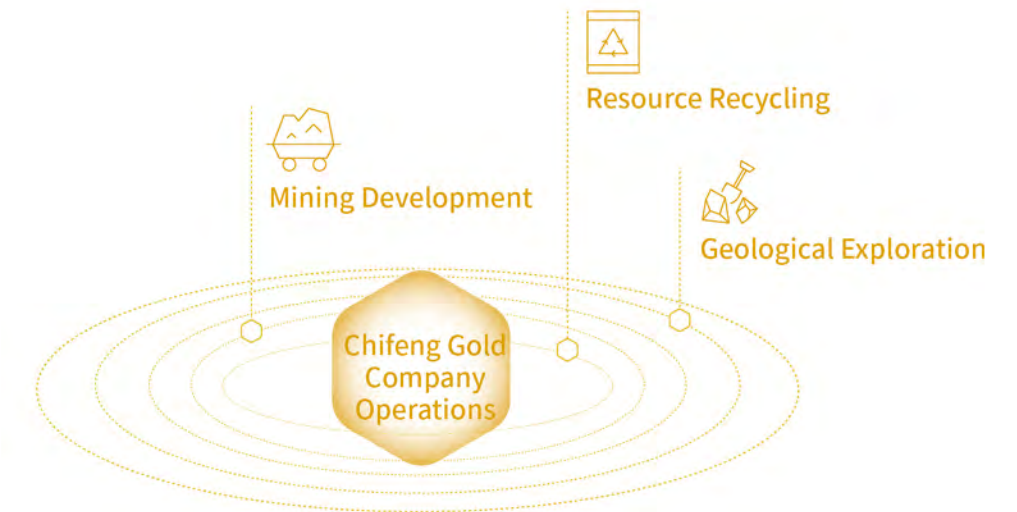 Resource Recycling
Mining Development
Geological Exploration
Chifeng Gold
Company
Operations